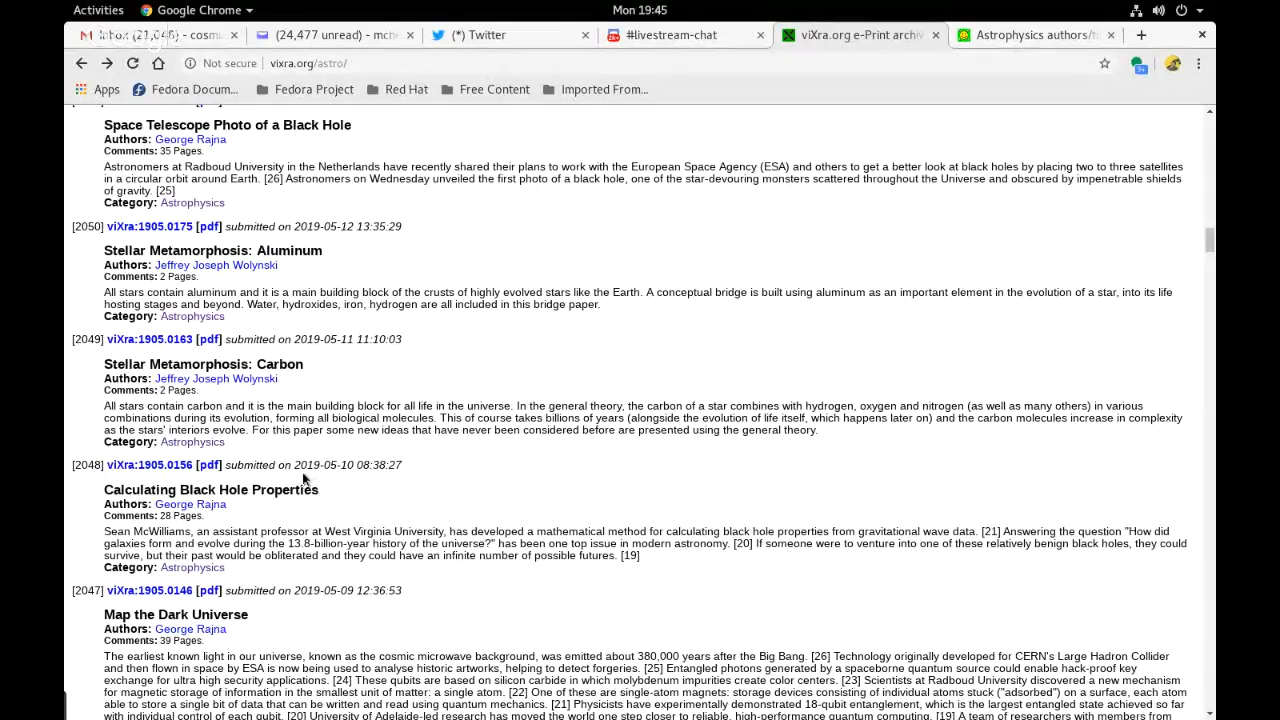 Activities Google Chrome Mon 19:45
Inbox (21,046) - cosm (24,477 unread) - mche (*) Twitter #livestream-chat viXra.org e-Print archiv Astrophysics authors/ti
Not secure vixra.org/astro/
Apps Fedora Docum... Fedora Project Red Hat Free Content Imported From...
Space Telescope Photo of a Black Hole
Authors: George Rajna
Comments: 35 Pages.
Astronomers at Radboud University in the Netherlands have recently shared their plans to work with the European Space Agency (ESA) and others to get a better look at black holes by placing two to three satellites
in a circular orbit around Earth. [26] Astronomers on Wednesday unveiled the first photo of a black hole, one of the star-devouring monsters scattered throughout the Universe and obscured by impenetrable shields
of gravity. [25]
Category: Astrophysics
[2050] viXra:1905.0175 [pdf] submitted on 2019-05-12 13:35:29
Stellar Metamorphosis: Aluminum
Authors: Jeffrey Joseph Wolynski
Comments: 2 Pages.
All stars contain aluminum and it is a main building block of the crusts of highly evolved stars like the Earth. A conceptual bridge is built using aluminum as an important element in the evolution of a star, into its life
hosting stages and beyond. Water, hydroxides, iron, hydrogen are all included in this bridge paper.
Category: Astrophysics
[2049] viXra:1905.0163 [pdf] submitted on 2019-05-11 11:10:03
Stellar Metamorphosis: Carbon
Authors: Jeffrey Joseph Wolynski
Comments: 2 Pages.
All stars contain carbon and it is the main building block for all life in the universe. In the general theory, the carbon of a star combines with hydrogen, oxygen and nitrogen (as well as many others) in various
combinations during its evolution, forming all biological molecules. This of course takes billions of years (alongside the evolution of life itself, which happens later on) and the carbon molecules increase in complexity
as the stars' interiors evolve. For this paper some new ideas that have never been considered before are presented using the general theory.
Category: Astrophysics
[2048] viXra:1905.0156 [pdf] submitted on 2019-05-10 08:38:27
Calculating Black Hole Properties
Authors: George Rajna
Comments: 28 Pages.
Sean McWilliams, an assistant professor at West Virginia University, has developed a mathematical method for calculating black hole properties from gravitational wave data. [21] Answering the question "How did
galaxies form and evolve during the 13.8-billion-year history of the universe?" has been one top issue in modern astronomy. [20] If someone were to venture into one of these relatively benign black holes, they could
survive, but their past would be obliterated and they could have an infinite number of possible futures. [19]
Category: Astrophysics
[2047] viXra:1905.0146 [pdf] submitted on 2019-05-09 12:36:53
Map the Dark Universe
Authors: George Rajna
Comments: 39 Pages.
The earliest known light in our universe, known as the cosmic microwave background, was emitted about 380,000 years after the Big Bang. [26] Technology originally developed for CERN's Large Hadron Collider
and then flown in space by ESA is now being used to analyse historic artworks, helping to detect forgeries. [25] Entangled photons generated by a spaceborne quantum source could enable hack-proof key
exchange for ultra high security applications. [24] These qubits are based on silicon carbide in which molybdenum impurities create color centers. [23] Scientists at Radboud University discovered a new mechanism
for magnetic storage of information in the smallest unit of matter: a single atom. [22] One of these are single-atom magnets: storage devices consisting of individual atoms stuck ("adsorbed") on a surface, each atom
able to store a single bit of data that can be written and read using quantum mechanics. [21] Physicists have experimentally demonstrated 18-qubit entanglement, which is the largest entangled state achieved so far
with individual control of each qubit. [20] University of Adelaide-led research has moved the world one step closer to reliable, high-performance quantum computing. [19] A team of researchers with members from